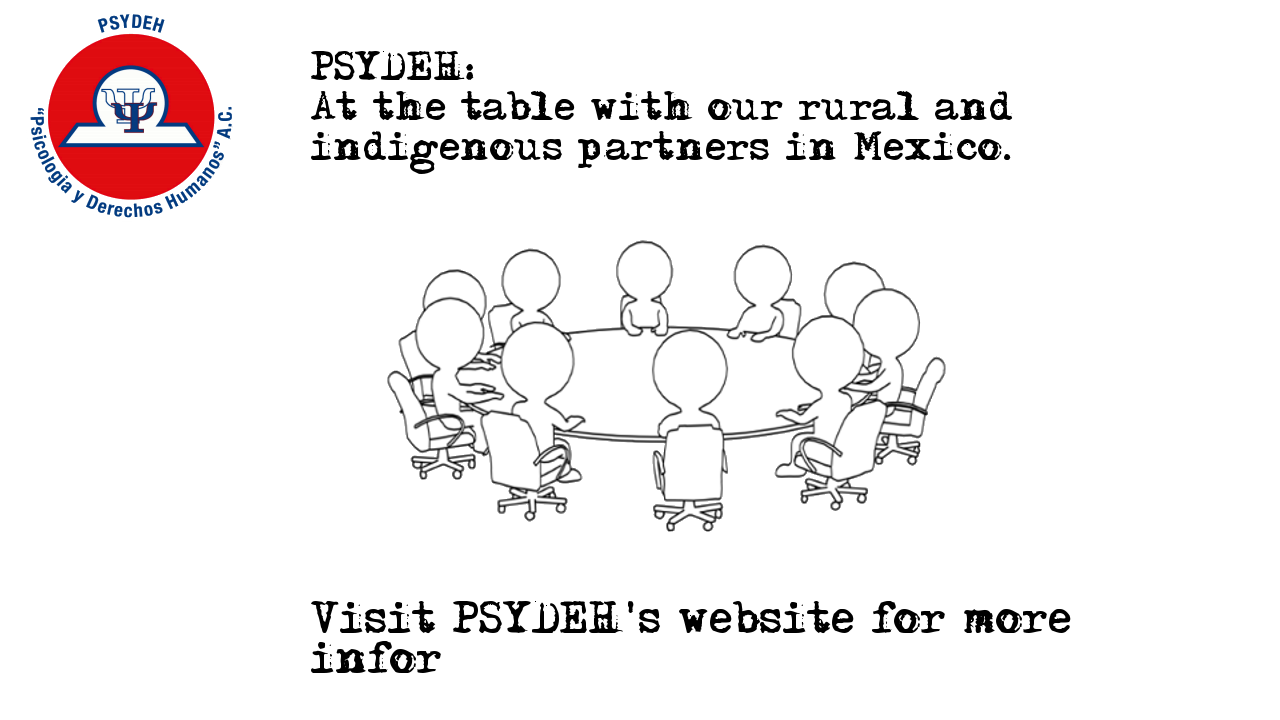 PSYDEH
"Psicología y Derechos Humanos" A.C.
PSYDEH:
At the table with our rural and
indigenous partners in Mexico.
Visit PSYDEH's website for more
infor